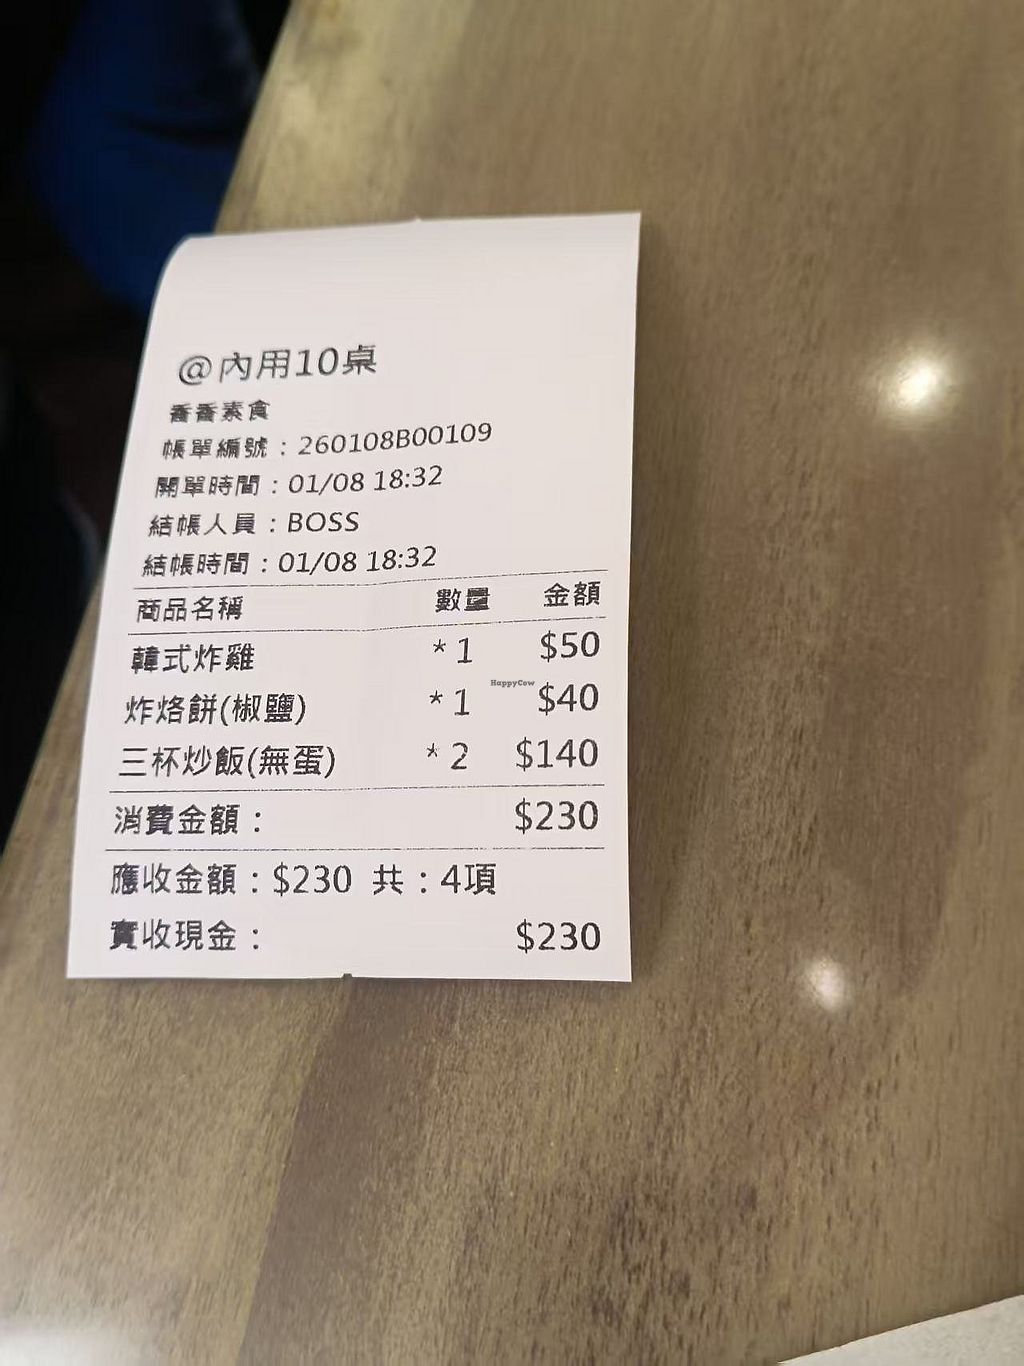 @內用10桌
香香素食
帳單編號：260108B00109
開單時間：01/08 18:32
結帳人員：BOSS
結帳時間：01/08 18:32
商品名稱 數量 金額
韓式炸雞 *1 $50
炸烙餅(椒鹽) *1 $40
三杯炒飯(無蛋) *2 $140
消費金額： $230
應收金額：$230 共：4項
實收現金： $230
HappyCow